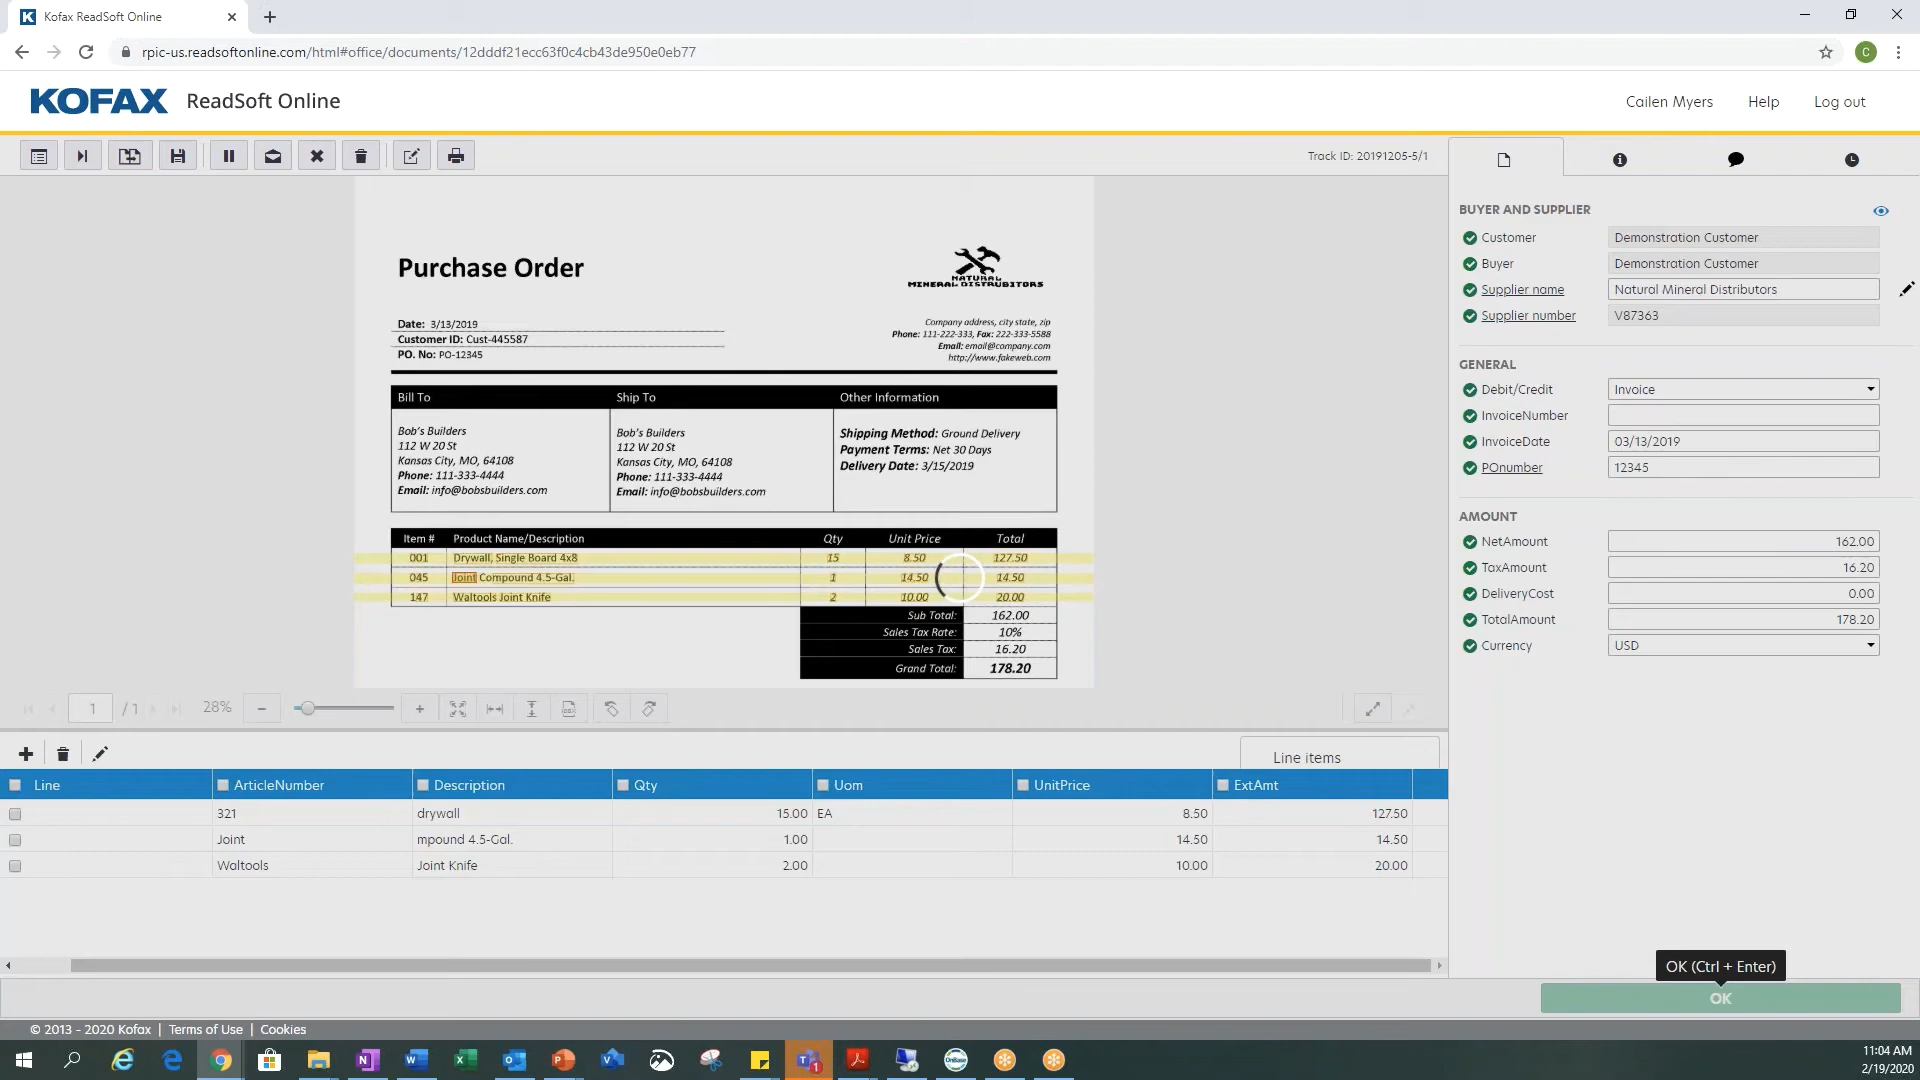 Kofax ReadSoft Online
rpic-us.readsoftonline.com/html#office/documents/12dddf21ecc63f0c4cb43de950e0eb77
C
KOFAX ReadSoft Online
Cailen Myers Help Log out
Track ID: 20191205-5/1
Purchase Order
NATURAL
MINERAL DISTRUBITORS
Date: 3/13/2019
Customer ID: Cust-445587
PO. No: PO-12345
Company address, city state, zip
Phone: 111-222-333, Fax: 222-333-5588
Email: email@company.com
http://www.fakeweb.com
Bill To Ship To Other Information
Bob's Builders
112 W 20 St
Kansas City, MO, 64108
Phone: 111-333-4444
Email: info@bobsbuilders.com
Bob's Builders
112 W 20 St
Kansas City, MO, 64108
Phone: 111-333-4444
Email: info@bobsbuilders.com
Shipping Method: Ground Delivery
Payment Terms: Net 30 Days
Delivery Date: 3/15/2019
Item # Product Name/Description Qty Unit Price Total
001 Drywall, Single Board 4x8 15 8.50 127.50
045 Joint Compound 4.5-Gal. 1 14.50 14.50
147 Waltools Joint Knife 2 10.00 20.00
Sub Total: 162.00
Sales Tax Rate: 10%
Sales Tax: 16.20
Grand Total: 178.20
1 / 1 28%
BUYER AND SUPPLIER
Customer Demonstration Customer
Buyer Demonstration Customer
Supplier name Natural Mineral Distributors
Supplier number V87363
GENERAL
Debit/Credit Invoice
InvoiceNumber
InvoiceDate 03/13/2019
POnumber 12345
AMOUNT
NetAmount 162.00
TaxAmount 16.20
DeliveryCost 0.00
TotalAmount 178.20
Currency USD
Line items
Line ArticleNumber Description Qty Uom UnitPrice ExtAmt
321 drywall 15.00 EA 8.50 127.50
Joint mpound 4.5-Gal. 1.00 14.50 14.50
Waltools Joint Knife 2.00 10.00 20.00
OK (Ctrl + Enter)
OK
© 2013 - 2020 Kofax | Terms of Use | Cookies
11:04 AM
2/19/2020